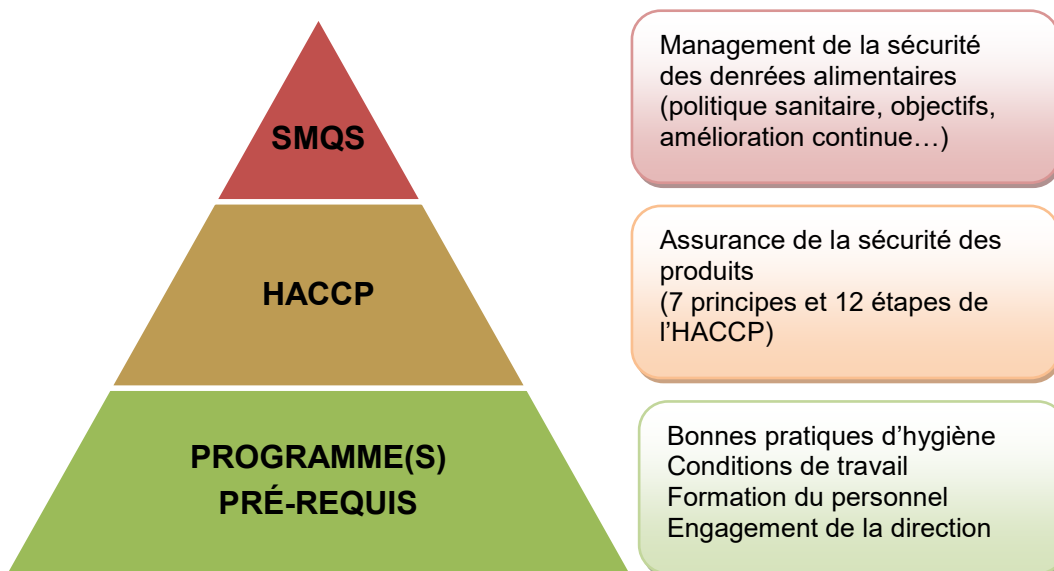 SMQS
Management de la sécurité
des denrées alimentaires
(politique sanitaire, objectifs,
amélioration continue…)
HACCP
Assurance de la sécurité des
produits
(7 principes et 12 étapes de
l’HACCP)
PROGRAMME(S)
PRÉ-REQUIS
Bonnes pratiques d’hygiène
Conditions de travail
Formation du personnel
Engagement de la direction